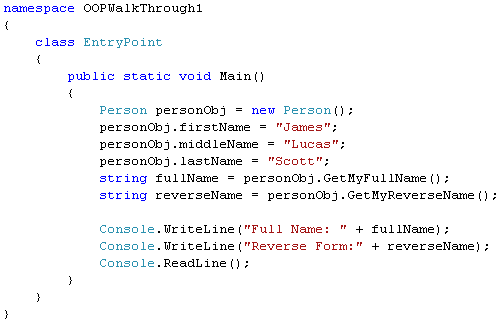 namespace OOPWalkThrough1
{
class EntryPoint
{
public static void Main()
{
Person personObj = new Person();
personObj.firstName = "James";
personObj.middleName = "Lucas";
personObj.lastName = "Scott";
string fullName = personObj.GetMyFullName();
string reverseName = personObj.GetMyReverseName();
Console.WriteLine("Full Name: " + fullName);
Console.WriteLine("Reverse Form:" + reverseName);
Console.ReadLine();
}
}
}